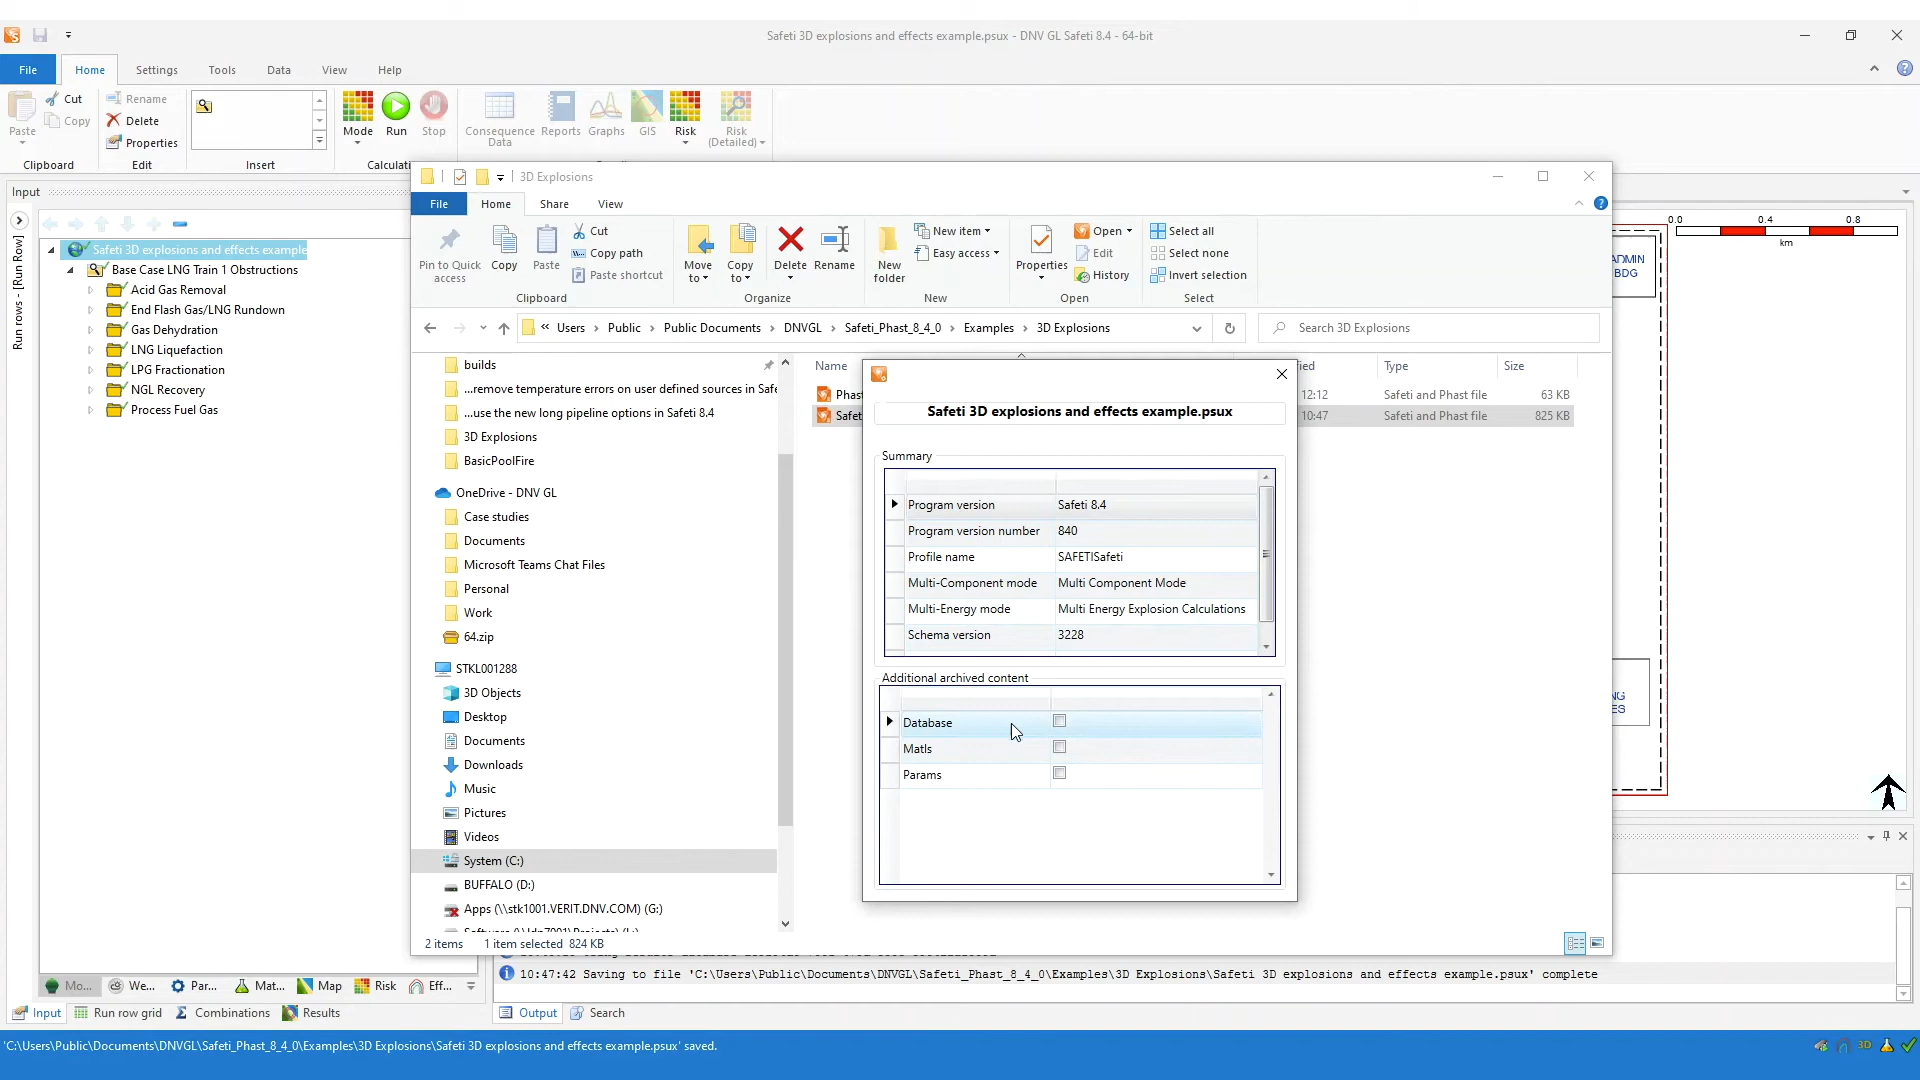 Safeti 3D explosions and effects example.psux - DNV GL Safeti 8.4 - 64-bit
File Home Settings Tools Data View Help
Paste Cut Copy Clipboard
Rename Delete Properties Edit
Insert
Mode Run Stop
Consequence Data Reports Graphs GIS Risk Risk (Detailed)
Input
Run rows - [Run Row]
Safeti 3D explosions and effects example
Base Case LNG Train 1 Obstructions
Acid Gas Removal
End Flash Gas/LNG Rundown
Gas Dehydration
LNG Liquefaction
LPG Fractionation
NGL Recovery
Process Fuel Gas
3D Explosions
File Home Share View
Pin to Quick access Copy Paste Cut Copy path Paste shortcut Clipboard
Move to Copy to Delete Rename Organize
New folder New item Easy access New
Properties Open Edit History Open
Select all Select none Invert selection Select
« Users Public Public Documents DNVGL Safeti_Phast_8_4_0 Examples 3D Explosions
Search 3D Explosions
builds
...remove temperature errors on user defined sources in Safe
...use the new long pipeline options in Safeti 8.4
3D Explosions
BasicPoolFire
OneDrive - DNV GL
Case studies
Documents
Microsoft Teams Chat Files
Personal
Work
64.zip
STKL001288
3D Objects
Desktop
Documents
Downloads
Music
Pictures
Videos
System (C:)
BUFFALO (D:)
Apps (\\stk1001.VERIT.DNV.COM) (G:)
Name Type Size
12:12 Safeti and Phast file 63 KB
10:47 Safeti and Phast file 825 KB
Safeti 3D explosions and effects example.psux
Summary
Program version Safeti 8.4
Program version number 840
Profile name SAFETISafeti
Multi-Component mode Multi Component Mode
Multi-Energy mode Multi Energy Explosion Calculations
Schema version 3228
Additional archived content
Database
Matls
Params
0.0 0.4 0.8
km
ADMIN
BDG
2 items 1 item selected 824 KB
10:47:42 Saving to file 'C:\Users\Public\Documents\DNVGL\Safeti_Phast_8_4_0\Examples\3D Explosions\Safeti 3D explosions and effects example.psux' complete
Mo... We... Par... Mat... Map Risk Eff...
Input Run row grid Combinations Results
Output Search
'C:\Users\Public\Documents\DNVGL\Safeti_Phast_8_4_0\Examples\3D Explosions\Safeti 3D explosions and effects example.psux' saved.
3D